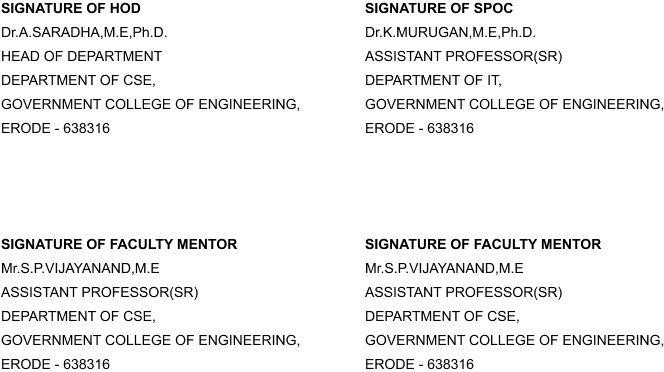 SIGNATURE OF HOD
Dr.A.SARADHA,M.E,Ph.D.
HEAD OF DEPARTMENT
DEPARTMENT OF CSE,
GOVERNMENT COLLEGE OF ENGINEERING,
ERODE - 638316
SIGNATURE OF SPOC
Dr.K.MURUGAN,M.E,Ph.D.
ASSISTANT PROFESSOR(SR)
DEPARTMENT OF IT,
GOVERNMENT COLLEGE OF ENGINEERING,
ERODE - 638316
SIGNATURE OF FACULTY MENTOR
Mr.S.P.VIJAYANAND,M.E
ASSISTANT PROFESSOR(SR)
DEPARTMENT OF CSE,
GOVERNMENT COLLEGE OF ENGINEERING,
ERODE - 638316
SIGNATURE OF FACULTY MENTOR
Mr.S.P.VIJAYANAND,M.E
ASSISTANT PROFESSOR(SR)
DEPARTMENT OF CSE,
GOVERNMENT COLLEGE OF ENGINEERING,
ERODE - 638316